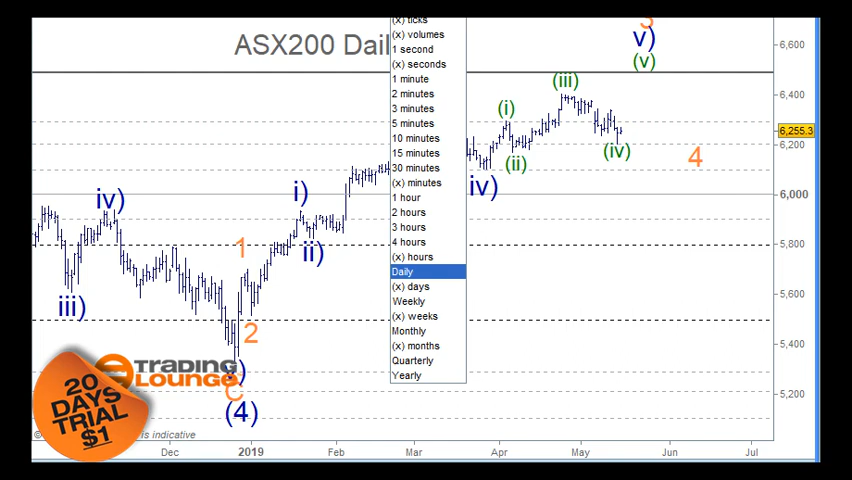 ASX200 Dail
(x) ticks
(x) volumes
1 second
(x) seconds
1 minute
2 minutes
3 minutes
5 minutes
10 minutes
15 minutes
30 minutes
(x) minutes
1 hour
2 hours
3 hours
4 hours
(x) hours
Daily
(x) days
Weekly
(x) weeks
Monthly
(x) months
Quarterly
Yearly
3
v)
(v)
(iii)
(i)
(ii)
(iv)
4
iv)
iv)
i)
ii)
iii)
1
2
C
(4)
6,600
6,400
6,255.3
6,200
6,000
5,800
5,600
5,400
5,200
TRADING
LOUNGE
20
DAYS
TRIAL
$1
is indicative
Dec
2019
Feb
Mar
Apr
May
Jun
Jul